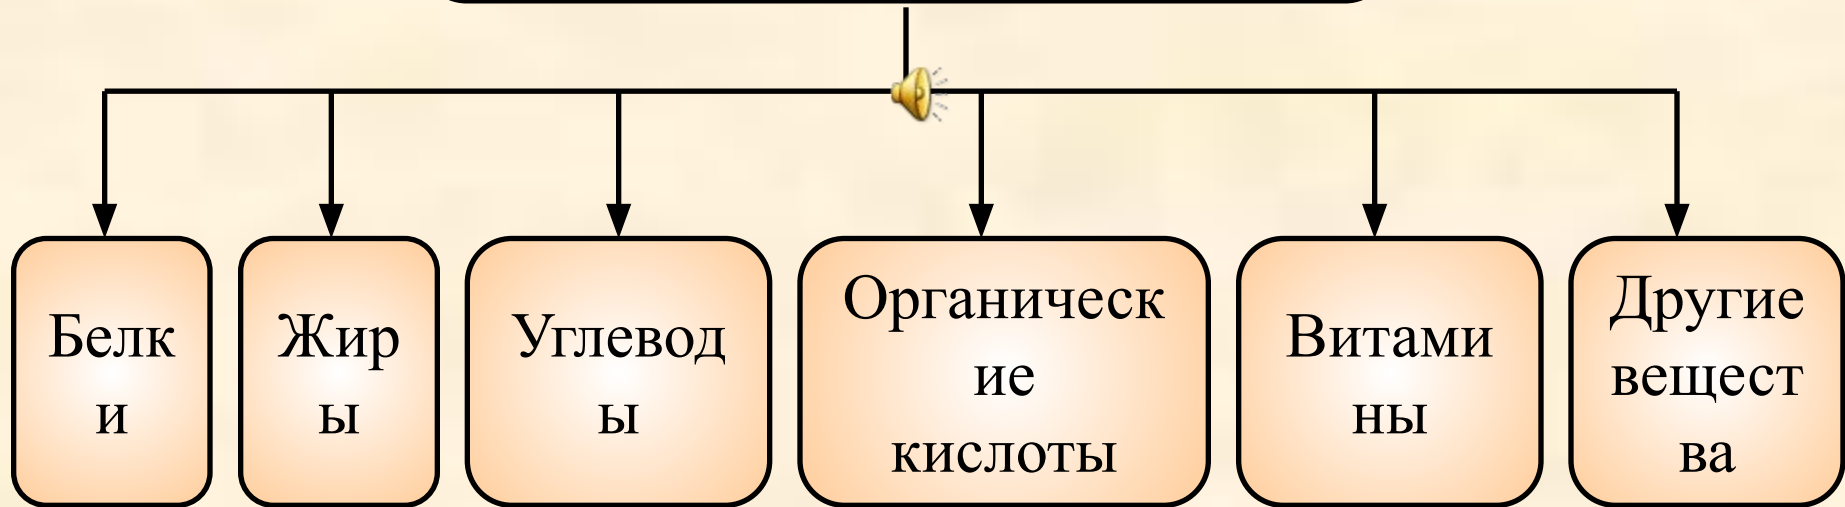 Белк
и
Жир
ы
Углевод
ы
Органическ
ие
кислоты
Витами
ны
Другие
вещест
ва